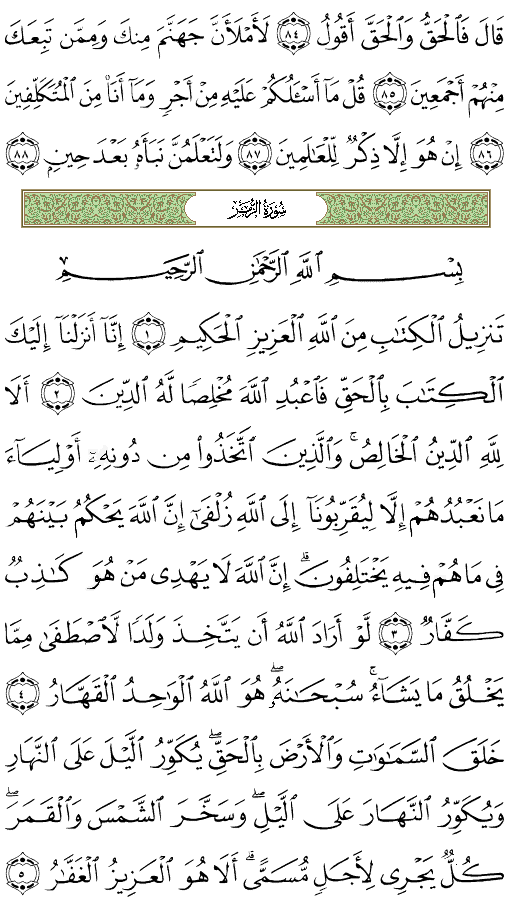 قَالَ فَٱلْحَقُّ وَٱلْحَقَّ أَقُولُ ٨٤ لَأَمْلَأَنَّ جَهَنَّمَ مِنكَ وَمِمَّن تَبِعَكَ
مِنْهُمْ أَجْمَعِينَ ٨٥ قُلْ مَآ أَسْـَٔلُكُمْ عَلَيْهِ مِنْ أَجْرٍ وَمَآ أَنَا۠ مِنَ ٱلْمُتَكَلِّفِينَ
٨٦ إِنْ هُوَ إِلَّا ذِكْرٌ لِّلْعَـٰلَمِينَ ٨٧ وَلَتَعْلَمُنَّ نَبَأَهُۥ بَعْدَ حِينٍۭ ٨٨
سُورَةُ الزُّمَرِ
بِسْمِ ٱللَّهِ ٱلرَّحْمَـٰنِ ٱلرَّحِيمِ
تَنزِيلُ ٱلْكِتَـٰبِ مِنَ ٱللَّهِ ٱلْعَزِيزِ ٱلْحَكِيمِ ١ إِنَّآ أَنزَلْنَآ إِلَيْكَ
ٱلْكِتَـٰبَ بِٱلْحَقِّ فَٱعْبُدِ ٱللَّهَ مُخْلِصًا لَّهُ ٱلدِّينَ ٢ أَلَا
لِلَّهِ ٱلدِّينُ ٱلْخَالِصُ ۚ وَٱلَّذِينَ ٱتَّخَذُوا۟ مِن دُونِهِۦٓ أَوْلِيَآءَ
مَا نَعْبُدُهُمْ إِلَّا لِيُقَرِّبُونَآ إِلَى ٱللَّهِ زُلْفَىٰٓ إِنَّ ٱللَّهَ يَحْكُمُ بَيْنَهُمْ
فِى مَا هُمْ فِيهِ يَخْتَلِفُونَ ۗ إِنَّ ٱللَّهَ لَا يَهْدِى مَنْ هُوَ كَـٰذِبٌ
كَفَّارٌ ٣ لَّوْ أَرَادَ ٱللَّهُ أَن يَتَّخِذَ وَلَدًا لَّٱصْطَفَىٰ مِمَّا
يَخْلُقُ مَا يَشَآءُ ۚ سُبْحَـٰنَهُۥ ۖ هُوَ ٱللَّهُ ٱلْوَٰحِدُ ٱلْقَهَّارُ ٤
خَلَقَ ٱلسَّمَـٰوَٰتِ وَٱلْأَرْضَ بِٱلْحَقِّ ۖ يُكَوِّرُ ٱلَّيْلَ عَلَى ٱلنَّهَارِ
وَيُكَوِّرُ ٱلنَّهَارَ عَلَى ٱلَّيْلِ ۖ وَسَخَّرَ ٱلشَّمْسَ وَٱلْقَمَرَ ۖ
كُلٌّ يَجْرِى لِأَجَلٍ مُّسَمًّى ۗ أَلَا هُوَ ٱلْعَزِيزُ ٱلْغَفَّـٰرُ ٥